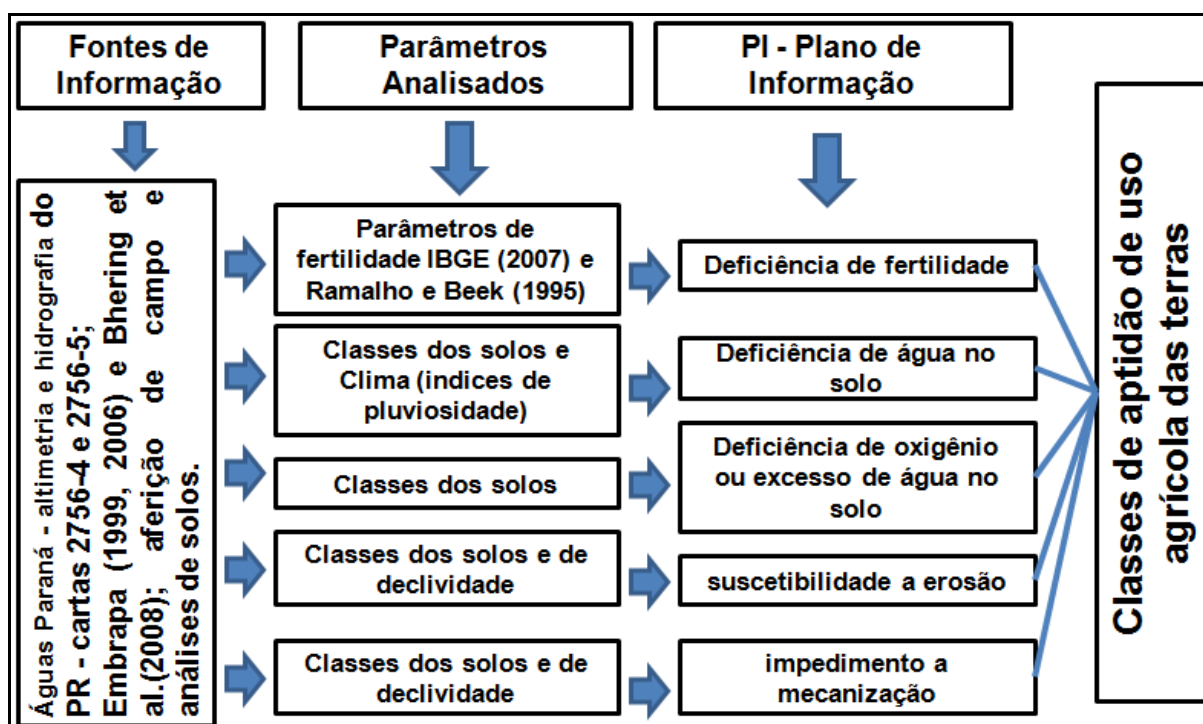 Fontes de
Informação
Parâmetros
Analisados
PI - Plano de
Informação
Águas Paraná - altimetria e hidrografia do
PR - cartas 2756-4 e 2756-5;
Embrapa (1999, 2006) e Bhering et
al.(2008); aferição de campo e
análises de solos.
Parâmetros de
fertilidade IBGE (2007) e
Ramalho e Beek (1995)
Deficiência de fertilidade
Classes dos solos e
Clima (indices de
pluviosidade)
Deficiência de água no
solo
Classes dos solos
Deficiência de oxigênio
ou excesso de água no
solo
Classes dos solos e de
declividade
suscetibilidade a erosão
Classes dos solos e de
declividade
impedimento a
mecanização
Classes de aptidão de uso
agrícola das terras